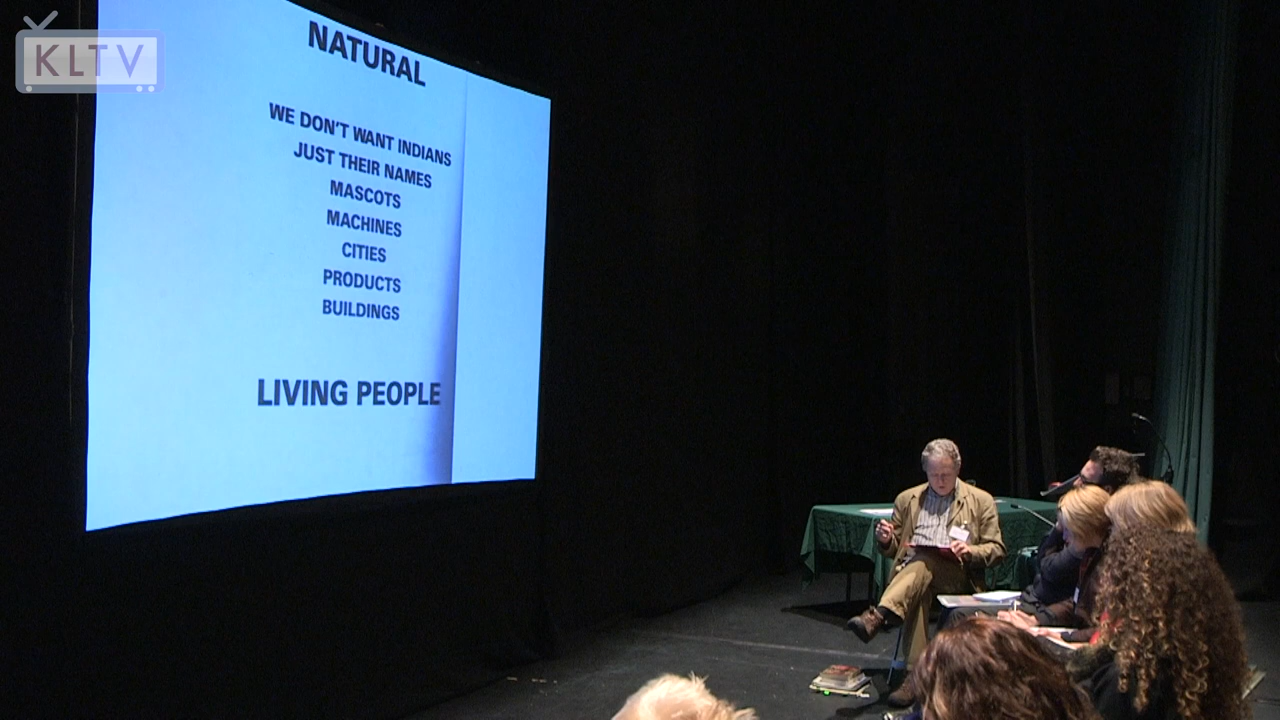 KLTV
NATURAL
WE DON'T WANT INDIANS
JUST THEIR NAMES
MASCOTS
MACHINES
CITIES
PRODUCTS
BUILDINGS
LIVING PEOPLE